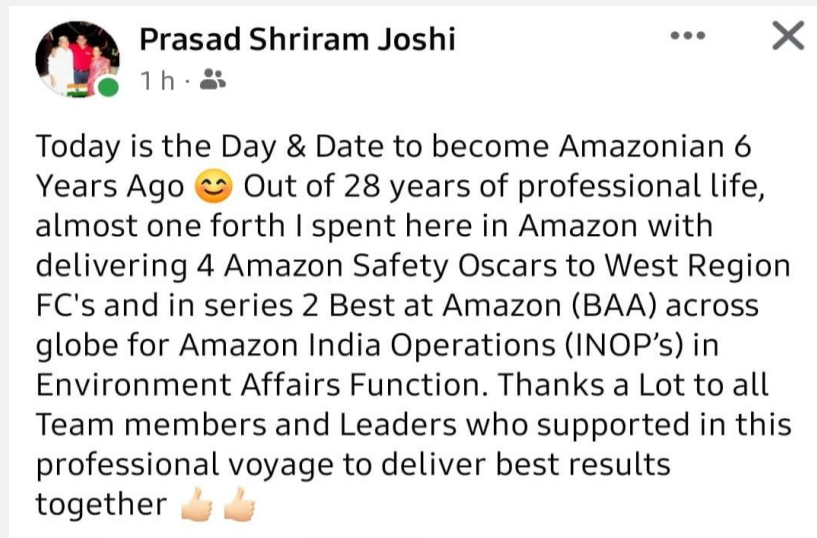 Prasad Shriram Joshi
1 h ·
Today is the Day & Date to become Amazonian 6
Years Ago 😊 Out of 28 years of professional life,
almost one forth I spent here in Amazon with
delivering 4 Amazon Safety Oscars to West Region
FC's and in series 2 Best at Amazon (BAA) across
globe for Amazon India Operations (INOP’s) in
Environment Affairs Function. Thanks a Lot to all
Team members and Leaders who supported in this
professional voyage to deliver best results
together 👍🏻 👍🏻